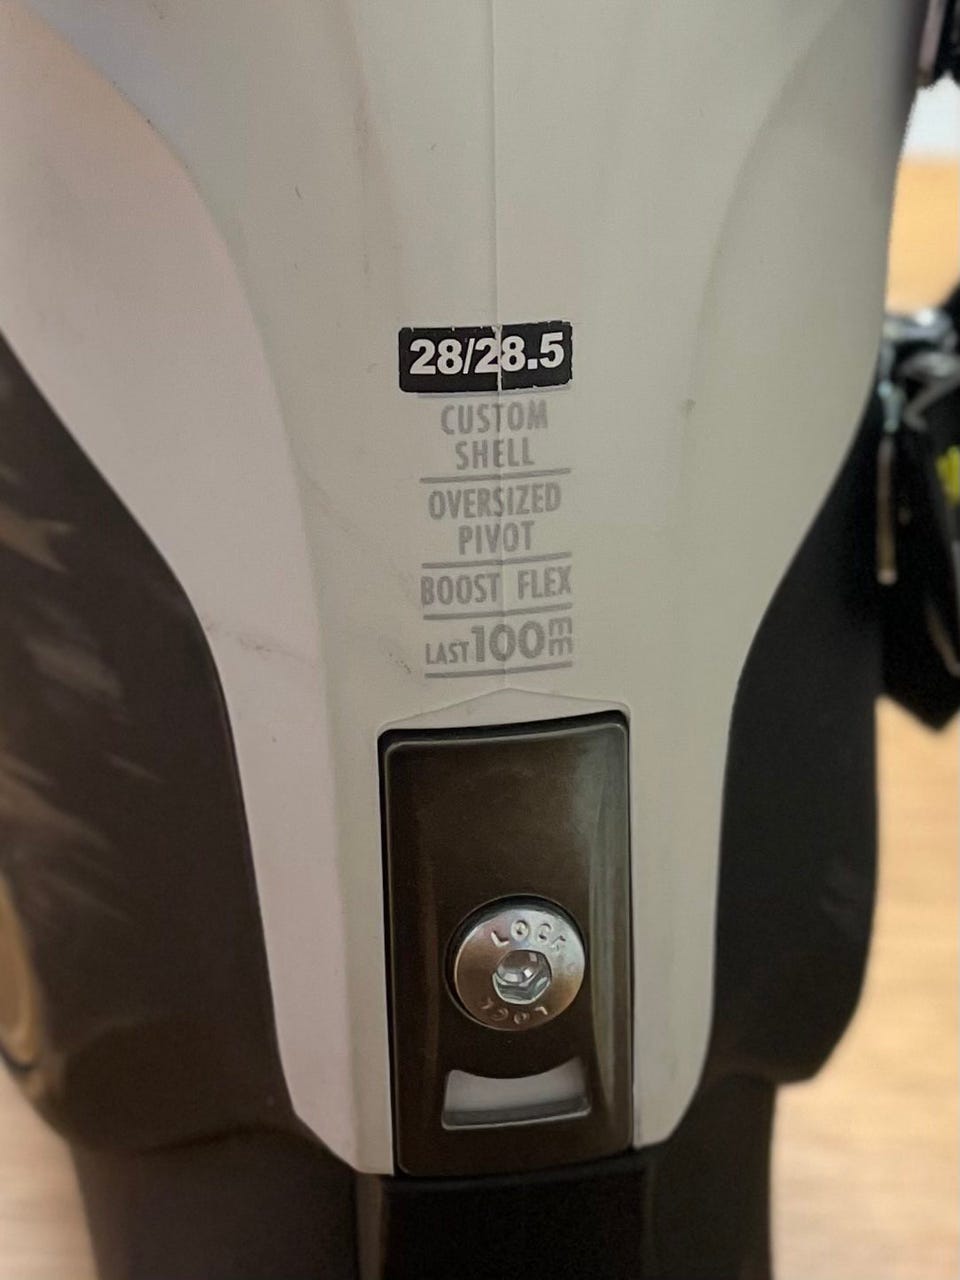 28/28.5
CUSTOM
SHELL
OVERSIZED
PIVOT
BOOST FLEX
LAST 100mm
LOCK
LOCK